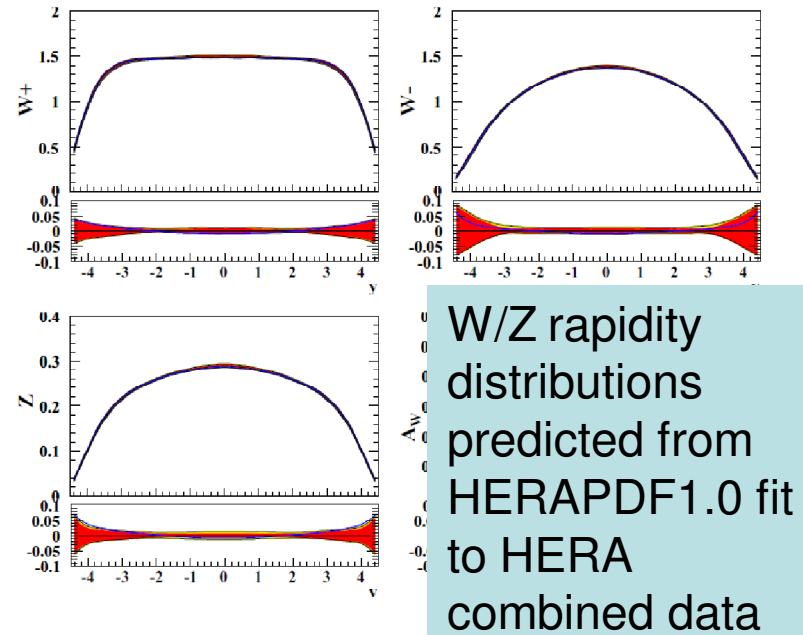 2
1.5
1
0.5
0
W+
0.1
0.05
0
-0.05
-0.1
-4 -3 -2 -1 0 1 2 3 4
y
2
1.5
1
0.5
0
W-
0.1
0.05
0
-0.05
-0.1
-4 -3 -2 -1 0 1 2 3 4
0.4
0.3
0.2
0.1
0
Z
0.1
0.05
0
-0.05
-0.1
-4 -3 -2 -1 0 1 2 3 4
y
A_W
W/Z rapidity
distributions
predicted from
HERAPDF1.0 fit
to HERA
combined data